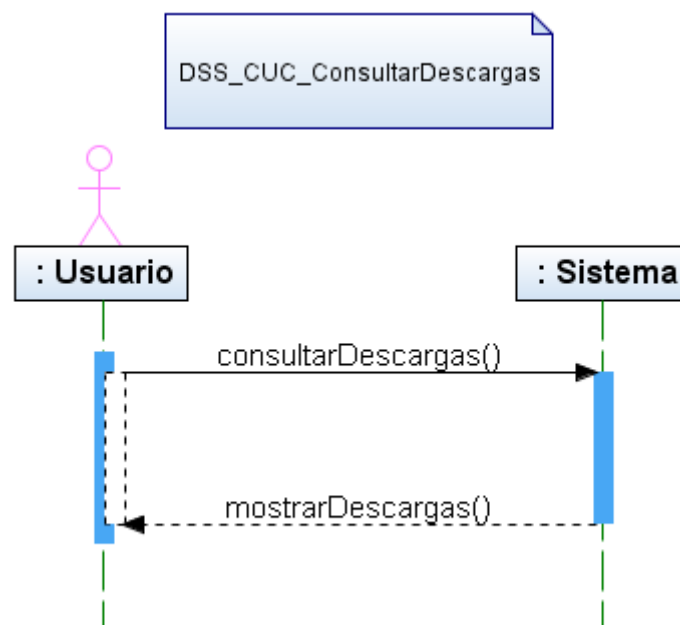 DSS_CUC_ConsultarDescargas
: Usuario
: Sistema
consultarDescargas()
mostrarDescargas()